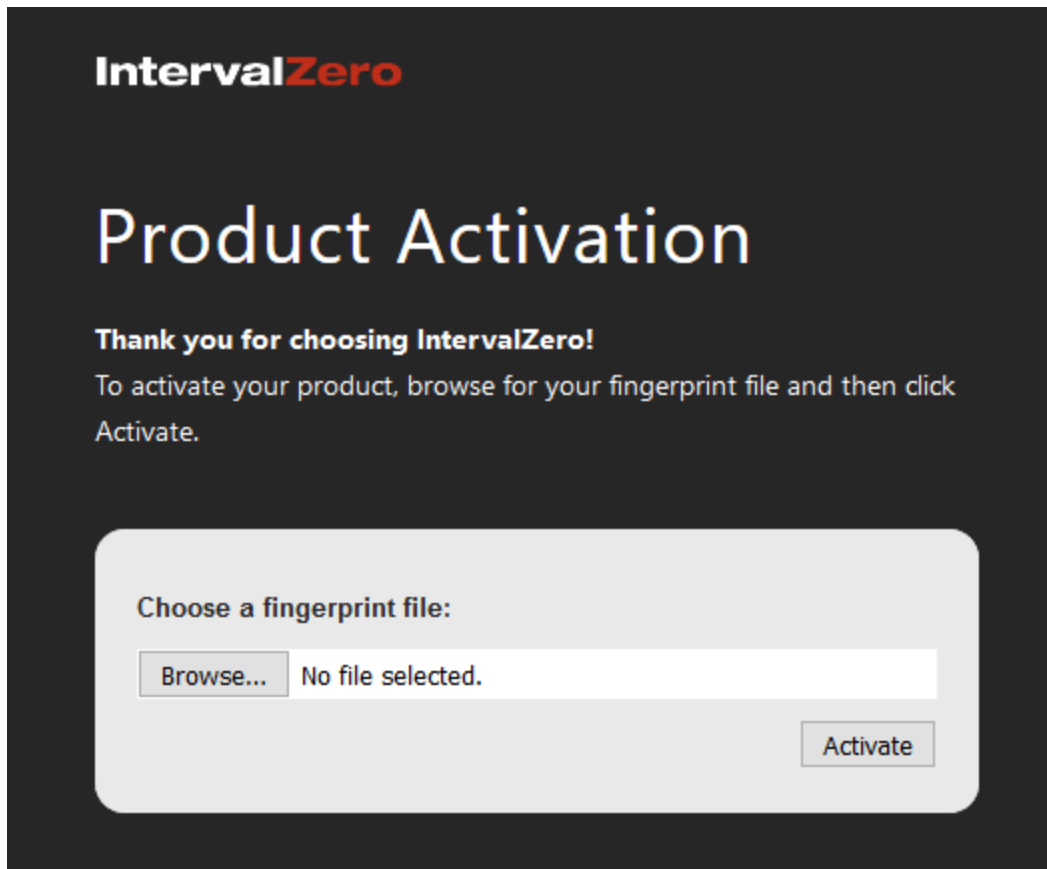 IntervalZero
Product Activation
Thank you for choosing IntervalZero!
To activate your product, browse for your fingerprint file and then click
Activate.
Choose a fingerprint file:
Browse... No file selected.
Activate